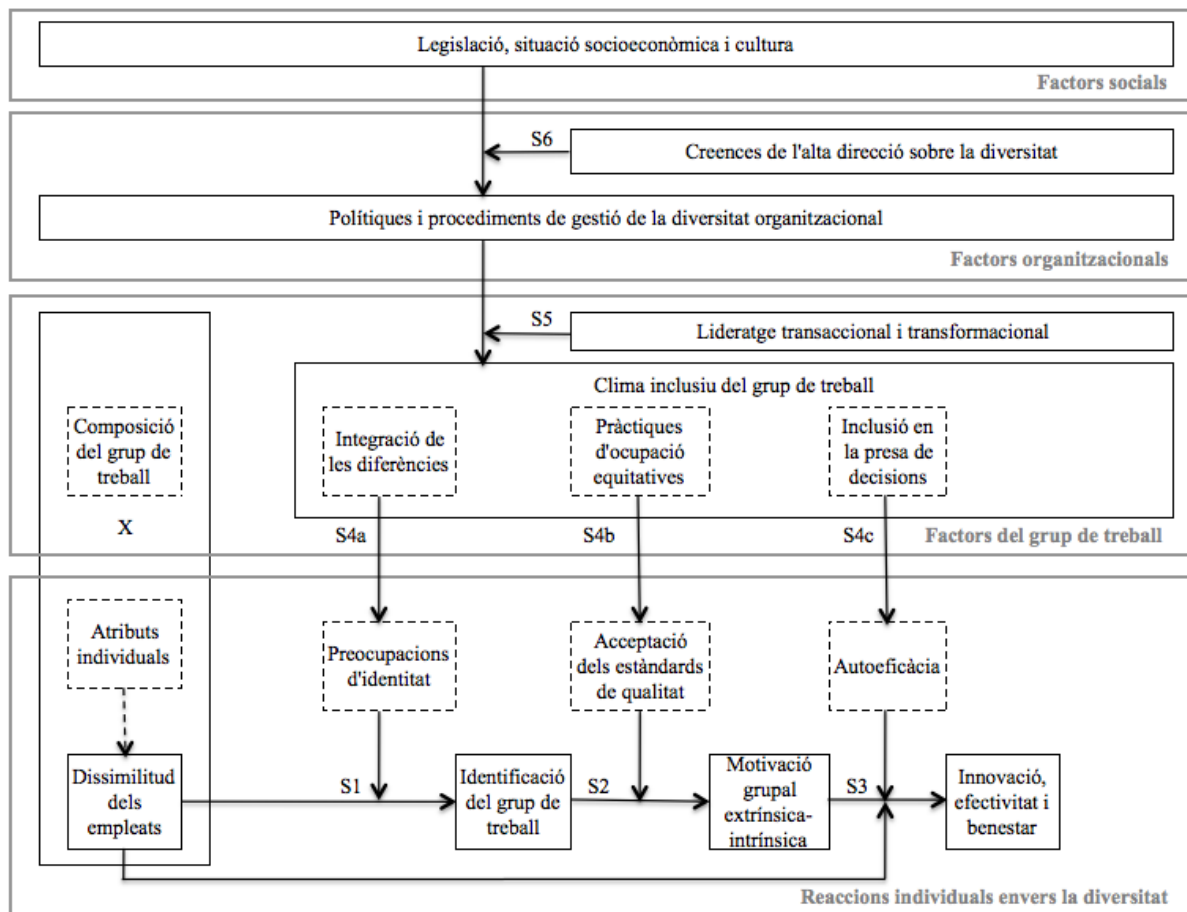 Legislació, situació socioeconòmica i cultura
Factors socials
S6
Creences de l'alta direcció sobre la diversitat
Polítiques i procediments de gestió de la diversitat organitzacional
Factors organitzacionals
S5
Lideratge transaccional i transformacional
Clima inclusiu del grup de treball
Composició
del grup de
treball
Integració de
les diferències
Pràctiques
d'ocupació
equitatives
Inclusió en
la presa de
decisions
X
S4a
S4b
S4c
Factors del grup de treball
Atributs
individuals
Preocupacions
d'identitat
Acceptació
dels estàndards
de qualitat
Autoeficàcia
Dissimilitud
dels
empleats
S1
Identificació
del grup de
treball
S2
Motivació
grupal
extrínsica-
intrínsica
S3
Innovació,
efectivitat i
benestar
Reaccions individuals envers la diversitat